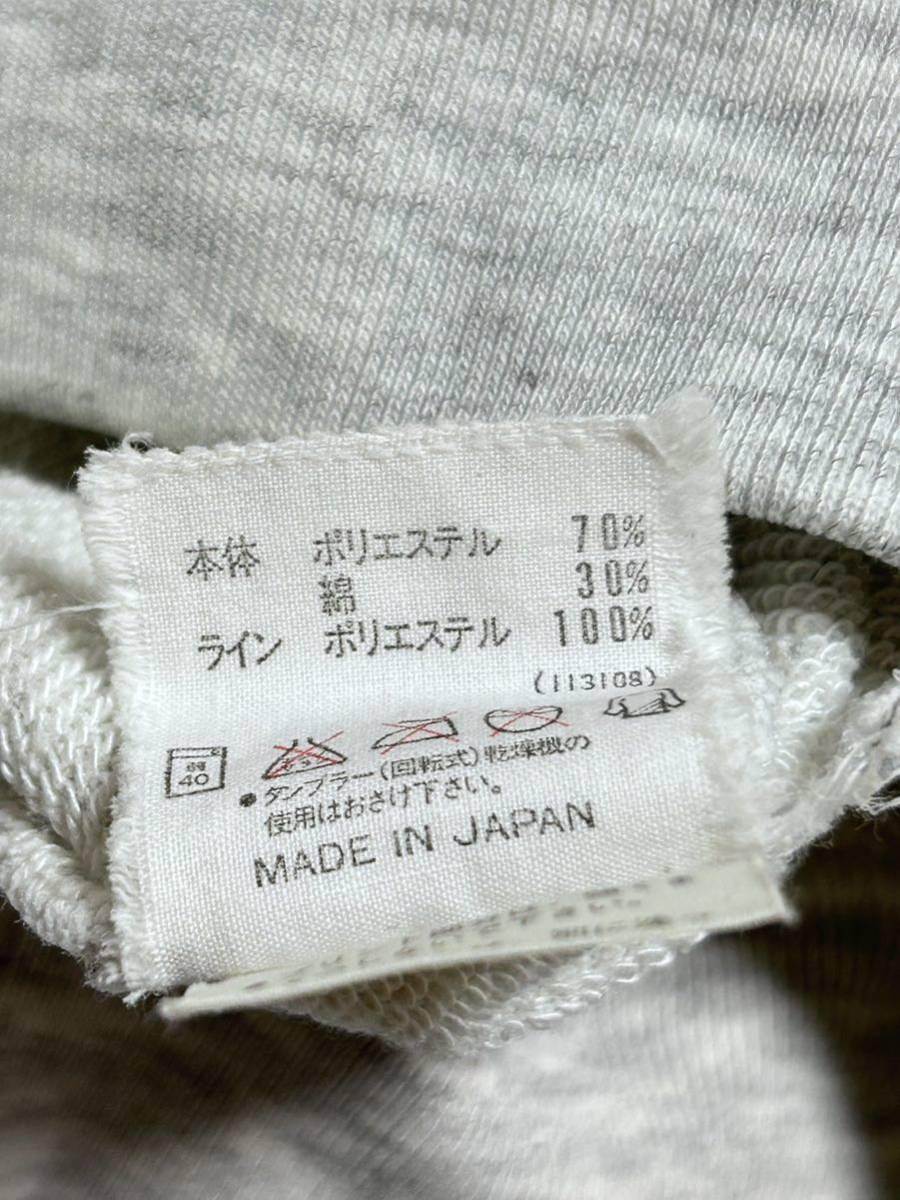 本体 ポリエステル 70%
綿 30%
ライン ポリエステル 100%
(113108)
40
●タンブラー(回転式)乾燥機の
使用はおさけ下さい。
MADE IN JAPAN